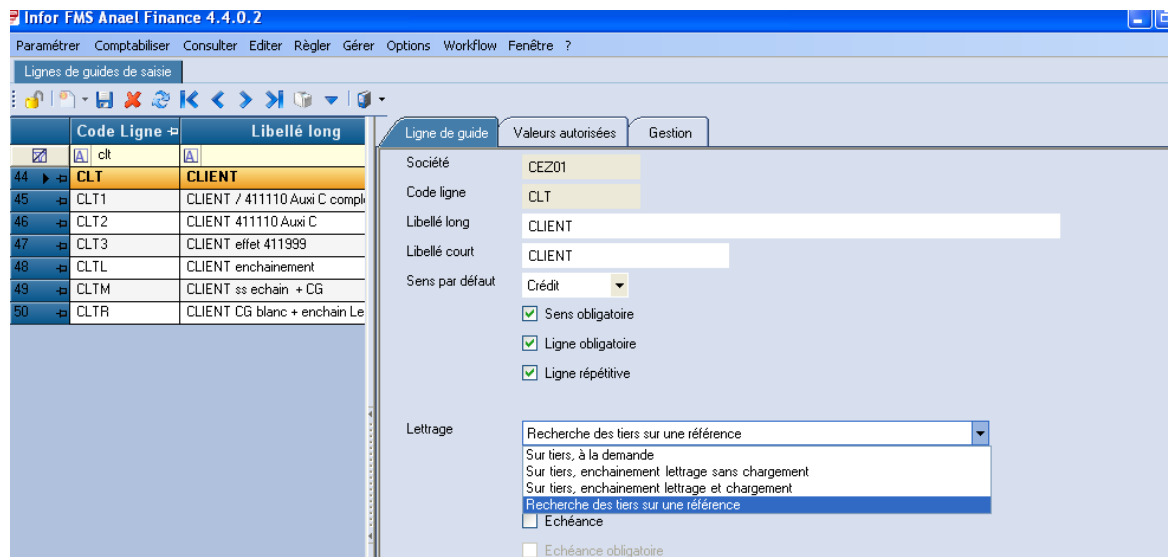 Infor FMS Anael Finance 4.4.0.2
Paramétrer Comptabiliser Consulter Editer Règler Gérer Options Workflow Fenêtre ?
Lignes de guides de saisie
Code Ligne Libellé long
A clt A
44 CLT CLIENT
45 CLT1 CLIENT / 411110 Auxi C compl
46 CLT2 CLIENT 411110 Auxi C
47 CLT3 CLIENT effet 411999
48 CLTL CLIENT enchainement
49 CLTM CLIENT ss echain + CG
50 CLTR CLIENT CG blanc + enchain Le
Ligne de guide Valeurs autorisées Gestion
Société CEZ01
Code ligne CLT
Libellé long CLIENT
Libellé court CLIENT
Sens par défaut Crédit
Sens obligatoire
Ligne obligatoire
Ligne répétitive
Lettrage Recherche des tiers sur une référence
Sur tiers, à la demande
Sur tiers, enchainement lettrage sans chargement
Sur tiers, enchainement lettrage et chargement
Recherche des tiers sur une référence
Echéance
Echéance obligatoire